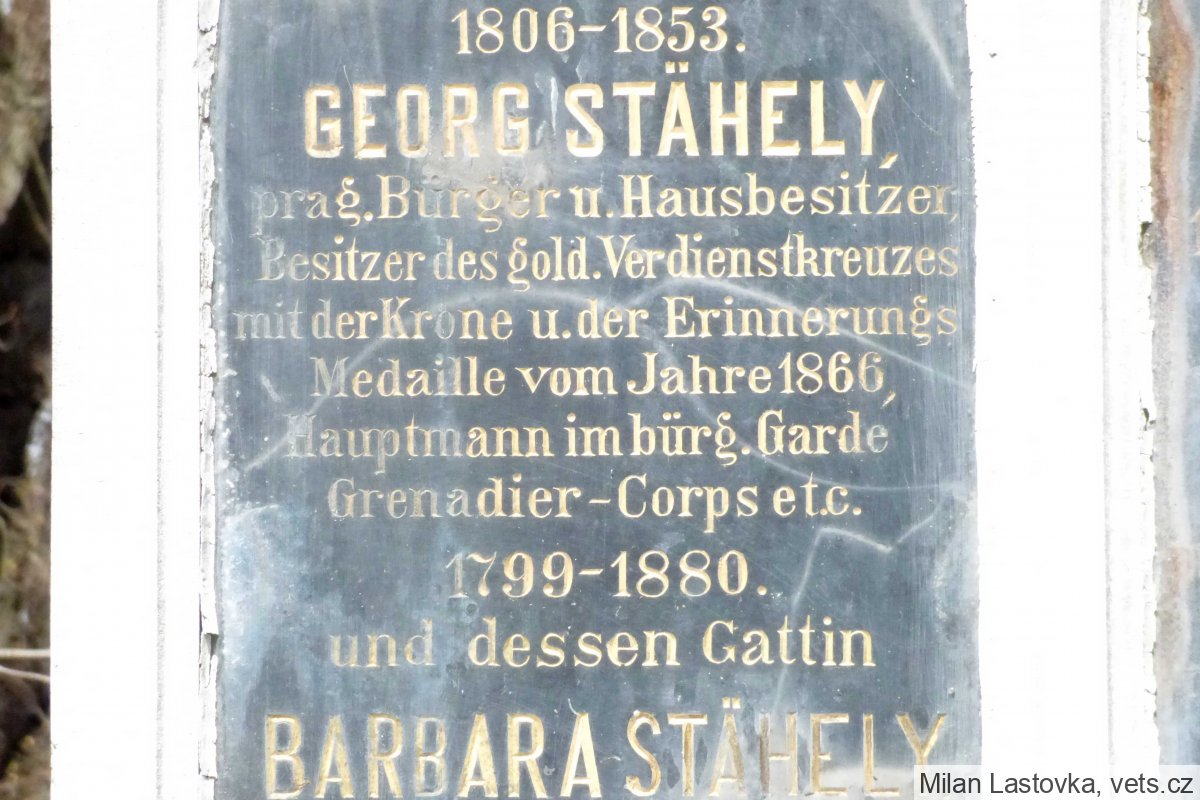 1806-1853.
GEORG STÄHELY,
prag. Bürger u. Hausbesitzer,
Besitzer des gold. Verdienstkreuzes
mit der Krone u. der Erinnerungs
Medaille vom Jahre 1866,
Hauptmann im bürg. Garde
Grenadier-Corps etc.
1799-1880.
und dessen Gattin
BARBARA STÄHELY
Milan Lastovka, vets.cz